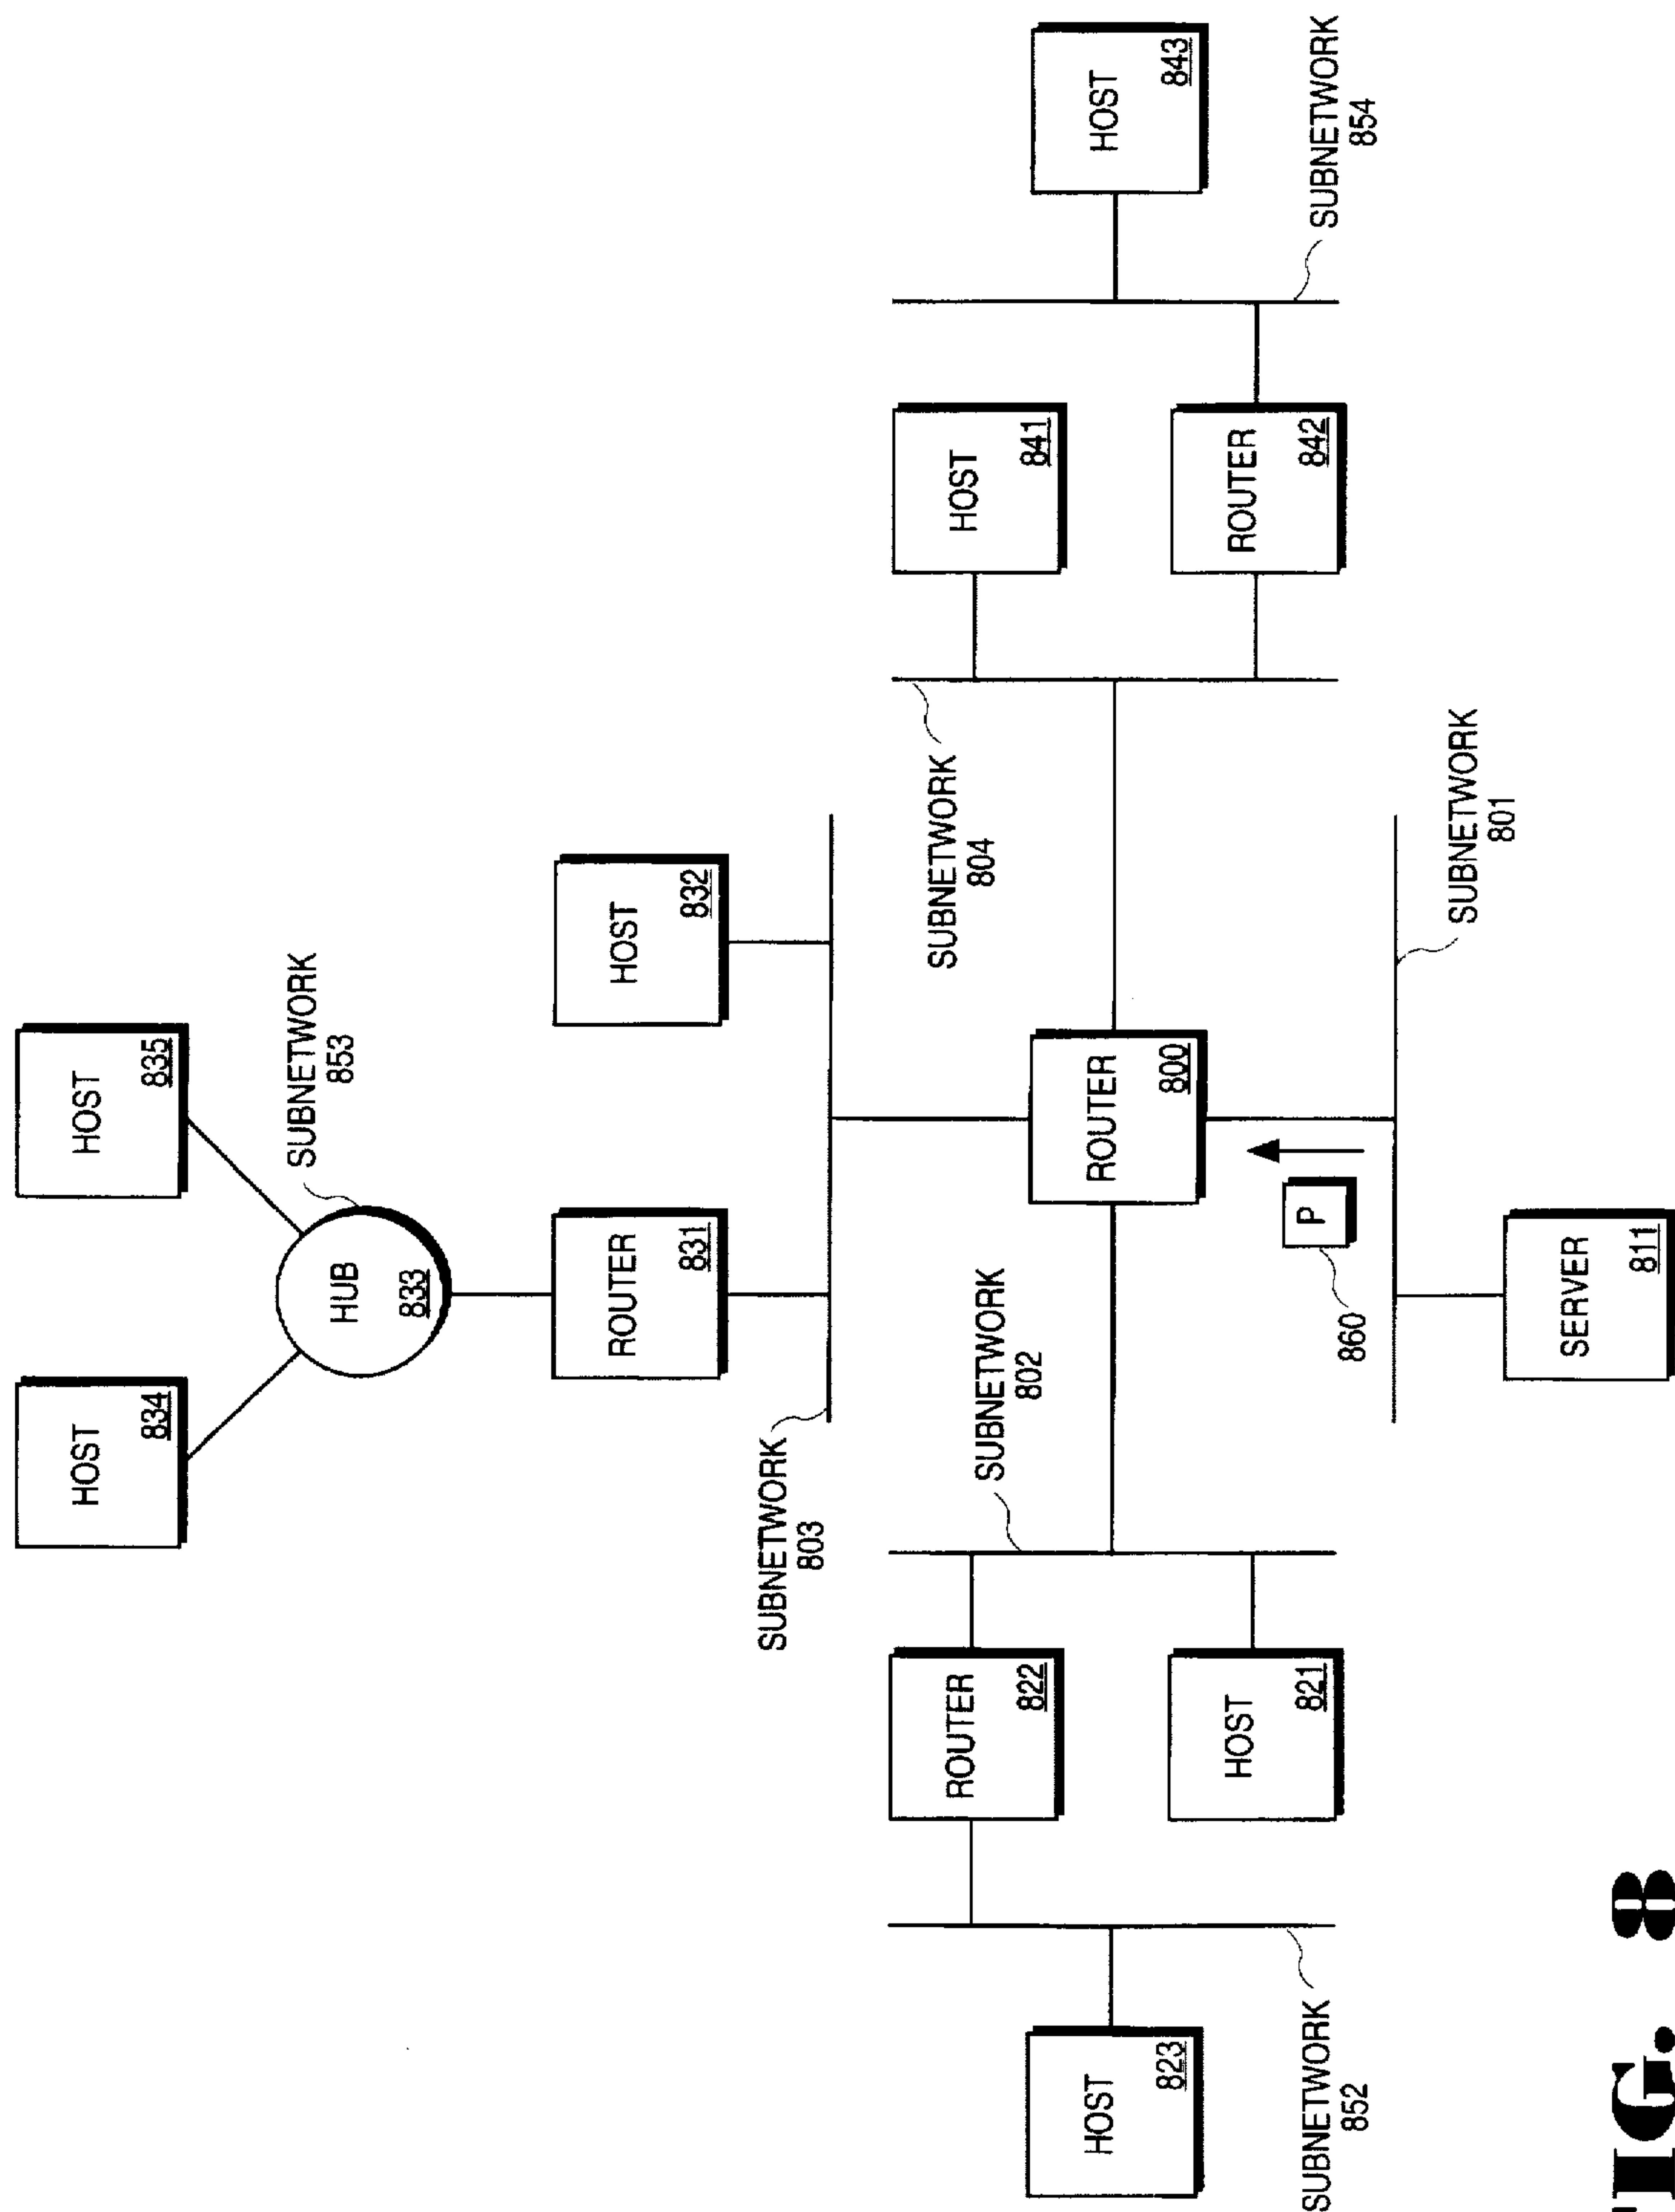 HOST
834
HOST
835
HUB
833
SUBNETWORK
853
ROUTER
831
HOST
832
SUBNETWORK
803
SUBNETWORK
804
ROUTER
822
SUBNETWORK
802
HOST
841
HOST
823
ROUTER
800
HOST
843
HOST
821
P
860
ROUTER
842
SUBNETWORK
852
SUBNETWORK
854
SUBNETWORK
801
SERVER
811
FIG. 8